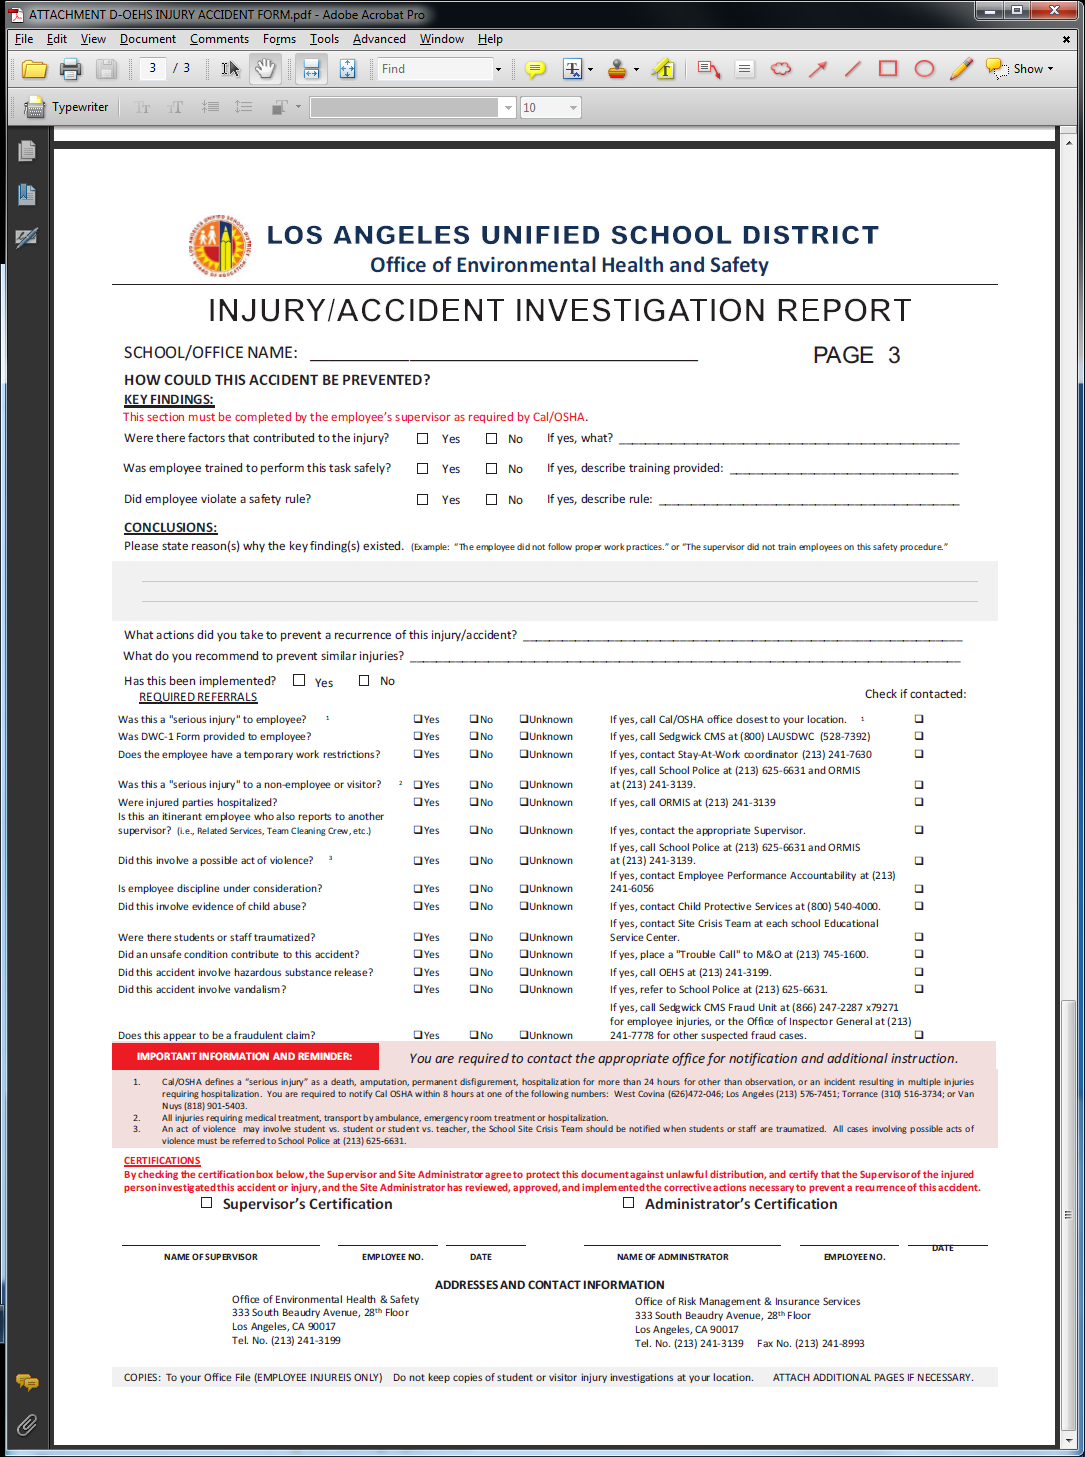 ATTACHMENT D-OEHS INJURY ACCIDENT FORM.pdf - Adobe Acrobat Pro
File Edit View Document Comments Forms Tools Advanced Window Help
3 / 3 Find Show
Typewriter 10
LOS ANGELES UNIFIED SCHOOL DISTRICT
Office of Environmental Health and Safety
INJURY/ACCIDENT INVESTIGATION REPORT
SCHOOL/OFFICE NAME: PAGE 3
HOW COULD THIS ACCIDENT BE PREVENTED?
KEY FINDINGS:
This section must be completed by the employee's supervisor as required by Cal/OSHA.
Were there factors that contributed to the injury? Yes No If yes, what?
Was employee trained to perform this task safely? Yes No If yes, describe training provided:
Did employee violate a safety rule? Yes No If yes, describe rule:
CONCLUSIONS:
Please state reason(s) why the key finding(s) existed. (Example: "The employee did not follow proper work practices." or "The supervisor did not train employees on this safety procedure."
What actions did you take to prevent a recurrence of this injury/accident?
What do you recommend to prevent similar injuries?
Has this been implemented? Yes No
REQUIRED REFERRALS Check if contacted:
Was this a "serious injury" to employee? 1 Yes No Unknown If yes, call Cal/OSHA office closest to your location. 1
Was DWC-1 Form provided to employee? Yes No Unknown If yes, call Sedgwick CMS at (800) LAUSDWC (528-7392)
Does the employee have a temporary work restrictions? Yes No Unknown If yes, contact Stay-At-Work coordinator (213) 241-7630
If yes, call School Police at (213) 625-6631 and ORMIS
Was this a "serious injury" to a non-employee or visitor? 2 Yes No Unknown at (213) 241-3139.
Were injured parties hospitalized? Yes No Unknown If yes, call ORMIS at (213) 241-3139
Is this an itinerant employee who also reports to another
supervisor? (i.e., Related Services, Team Cleaning Crew, etc.) Yes No Unknown If yes, contact the appropriate Supervisor.
If yes, call School Police at (213) 625-6631 and ORMIS
Did this involve a possible act of violence? 3 Yes No Unknown at (213) 241-3139.
If yes, contact Employee Performance Accountability at (213)
Is employee discipline under consideration? Yes No Unknown 241-6056
Did this involve evidence of child abuse? Yes No Unknown If yes, contact Child Protective Services at (800) 540-4000.
If yes, contact Site Crisis Team at each school Educational
Were there students or staff traumatized? Yes No Unknown Service Center.
Did an unsafe condition contribute to this accident? Yes No Unknown If yes, place a "Trouble Call" to M&O at (213) 745-1600.
Did this accident involve hazardous substance release? Yes No Unknown If yes, call OEHS at (213) 241-3199.
Did this accident involve vandalism? Yes No Unknown If yes, refer to School Police at (213) 625-6631.
If yes, call Sedgwick CMS Fraud Unit at (866) 247-2287 x79271
for employee injuries, or the Office of Inspector General at (213)
Does this appear to be a fraudulent claim? Yes No Unknown 241-7778 for other suspected fraud cases.
IMPORTANT INFORMATION AND REMINDER: You are required to contact the appropriate office for notification and additional instruction.
1. Cal/OSHA defines a "serious injury" as a death, amputation, permanent disfigurement, hospitalization for more than 24 hours for other than observation, or an incident resulting in multiple injuries
requiring hospitalization. You are required to notify Cal OSHA within 8 hours at one of the following numbers: West Covina (626)472-046; Los Angeles (213) 576-7451; Torrance (310) 516-3734; or Van
Nuys (818) 901-5403.
2. All injuries requiring medical treatment, transport by ambulance, emergency room treatment or hospitalization.
3. An act of violence may involve student vs. student or student vs. teacher, the School Site Crisis Team should be notified when students or staff are traumatized. All cases involving possible acts of
violence must be referred to School Police at (213) 625-6631.
CERTIFICATIONS
By checking the certification box below, the Supervisor and Site Administrator agree to protect this document against unlawful distribution, and certify that the Supervisor of the injured
person investigated this accident or injury, and the Site Administrator has reviewed, approved, and implemented the corrective actions necessary to prevent a recurrence of this accident.
Supervisor's Certification Administrator's Certification
NAME OF SUPERVISOR EMPLOYEE NO. DATE NAME OF ADMINISTRATOR EMPLOYEE NO. DATE
ADDRESSES AND CONTACT INFORMATION
Office of Environmental Health & Safety
333 South Beaudry Avenue, 28th Floor
Los Angeles, CA 90017
Tel. No. (213) 241-3199
Office of Risk Management & Insurance Services
333 South Beaudry Avenue, 28th Floor
Los Angeles, CA 90017
Tel. No. (213) 241-3139 Fax No. (213) 241-8993
COPIES: To your Office File (EMPLOYEE INJUREIS ONLY) Do not keep copies of student or visitor injury investigations at your location. ATTACH ADDITIONAL PAGES IF NECESSARY.